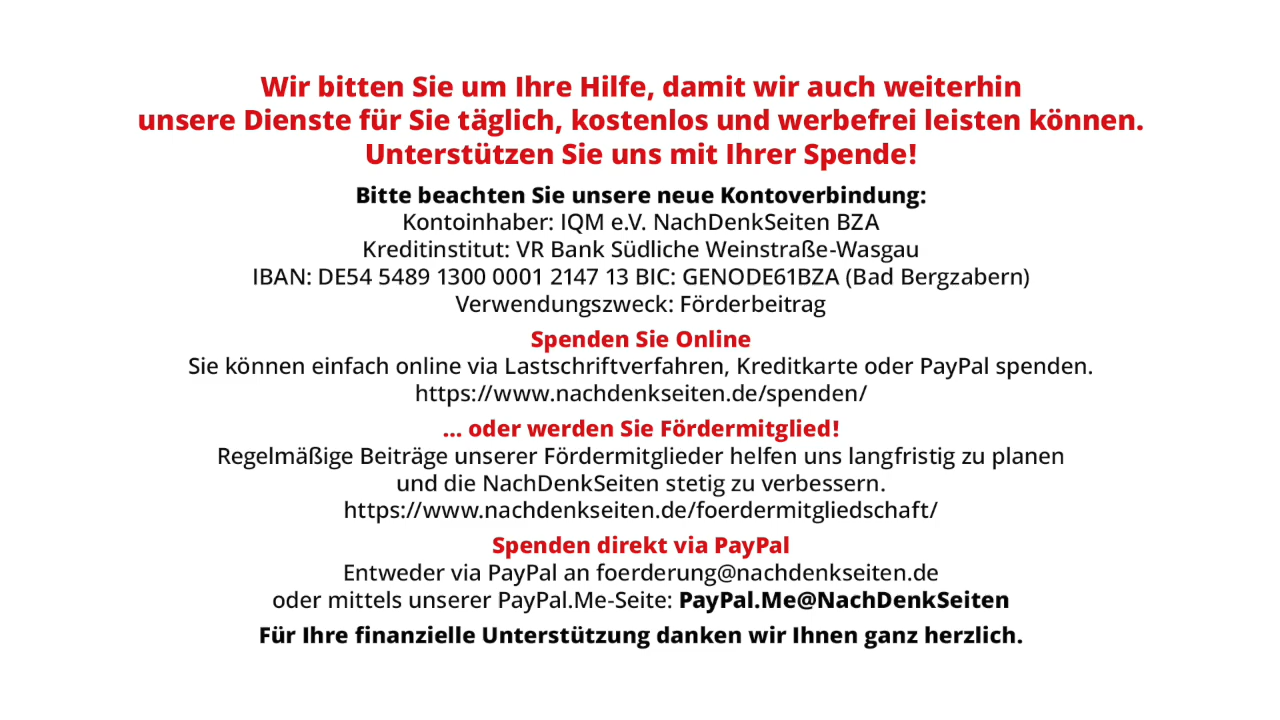 Wir bitten Sie um Ihre Hilfe, damit wir auch weiterhin
unsere Dienste für Sie täglich, kostenlos und werbefrei leisten können.
Unterstützen Sie uns mit Ihrer Spende!
Bitte beachten Sie unsere neue Kontoverbindung:
Kontoinhaber: IQM e.V. NachDenkSeiten BZA
Kreditinstitut: VR Bank Südliche Weinstraße-Wasgau
IBAN: DE54 5489 1300 0001 2147 13 BIC: GENODE61BZA (Bad Bergzabern)
Verwendungszweck: Förderbeitrag
Spenden Sie Online
Sie können einfach online via Lastschriftverfahren, Kreditkarte oder PayPal spenden.
https://www.nachdenkseiten.de/spenden/
... oder werden Sie Fördermitglied!
Regelmäßige Beiträge unserer Fördermitglieder helfen uns langfristig zu planen
und die NachDenkSeiten stetig zu verbessern.
https://www.nachdenkseiten.de/foerdermitgliedschaft/
Spenden direkt via PayPal
Entweder via PayPal an foerderung@nachdenkseiten.de
oder mittels unserer PayPal.Me-Seite: PayPal.Me@NachDenkSeiten
Für Ihre finanzielle Unterstützung danken wir Ihnen ganz herzlich.